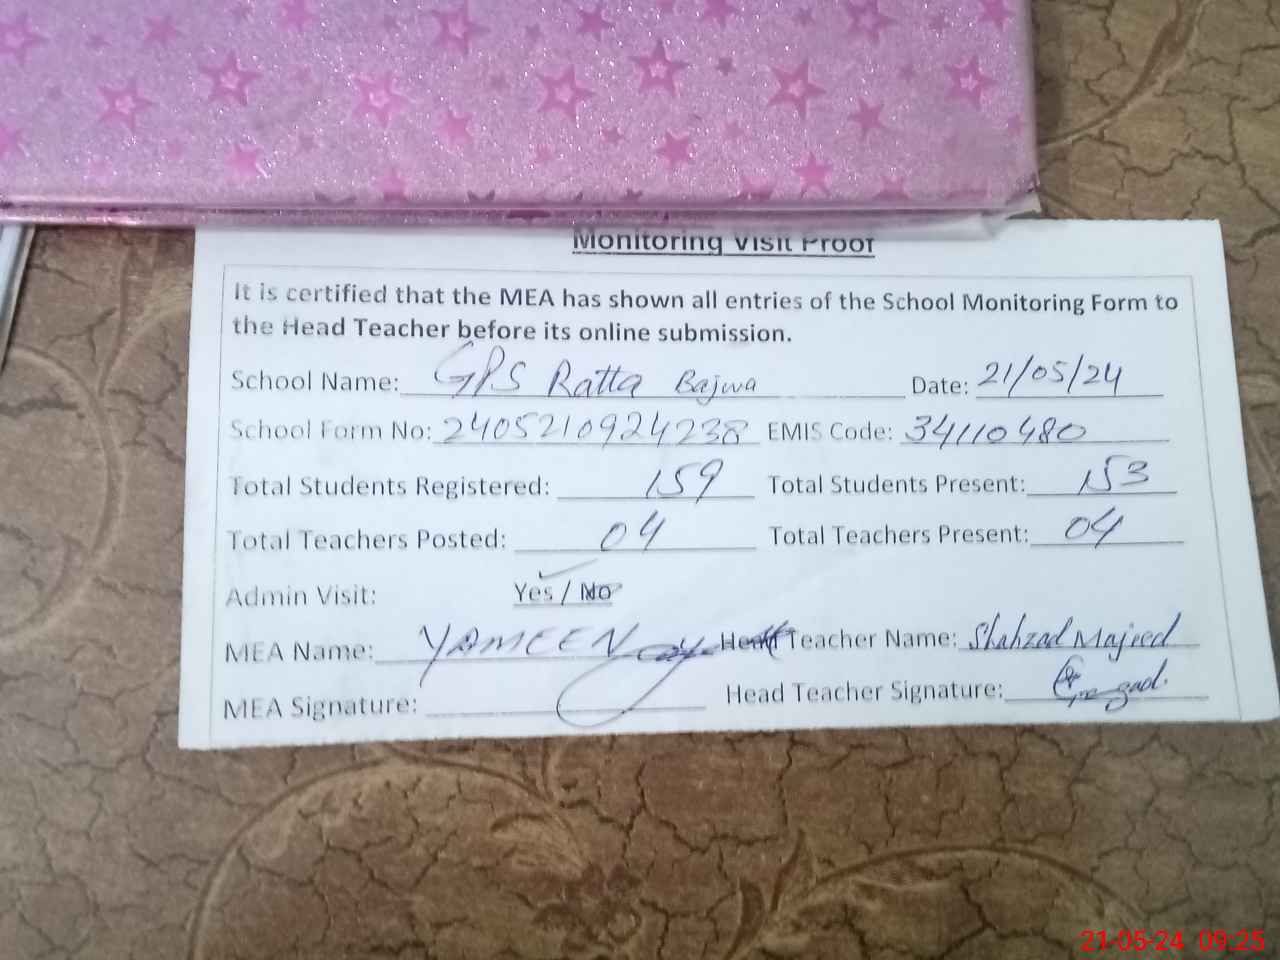 Monitoring Visit Proof
It is certified that the MEA has shown all entries of the School Monitoring Form to
the Head Teacher before its online submission.
School Name: GPS Ratta Bajwa Date: 21/05/24
School Form No: 2405210924238 EMIS Code: 34110480
Total Students Registered: 159 Total Students Present: 153
Total Teachers Posted: 04 Total Teachers Present: 04
Admin Visit: Yes / No
MEA Name: YAMEEN Head Teacher Name: Shahzad Majeed
MEA Signature: Head Teacher Signature:
21-05-24 09:25